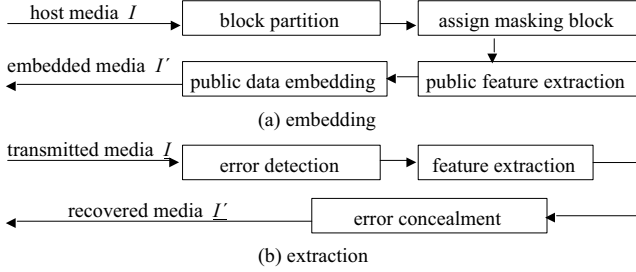 host media I
block partition
assign masking block
embedded media I´
public data embedding
public feature extraction
(a) embedding
transmitted media I
error detection
feature extraction
recovered media I´
error concealment
(b) extraction